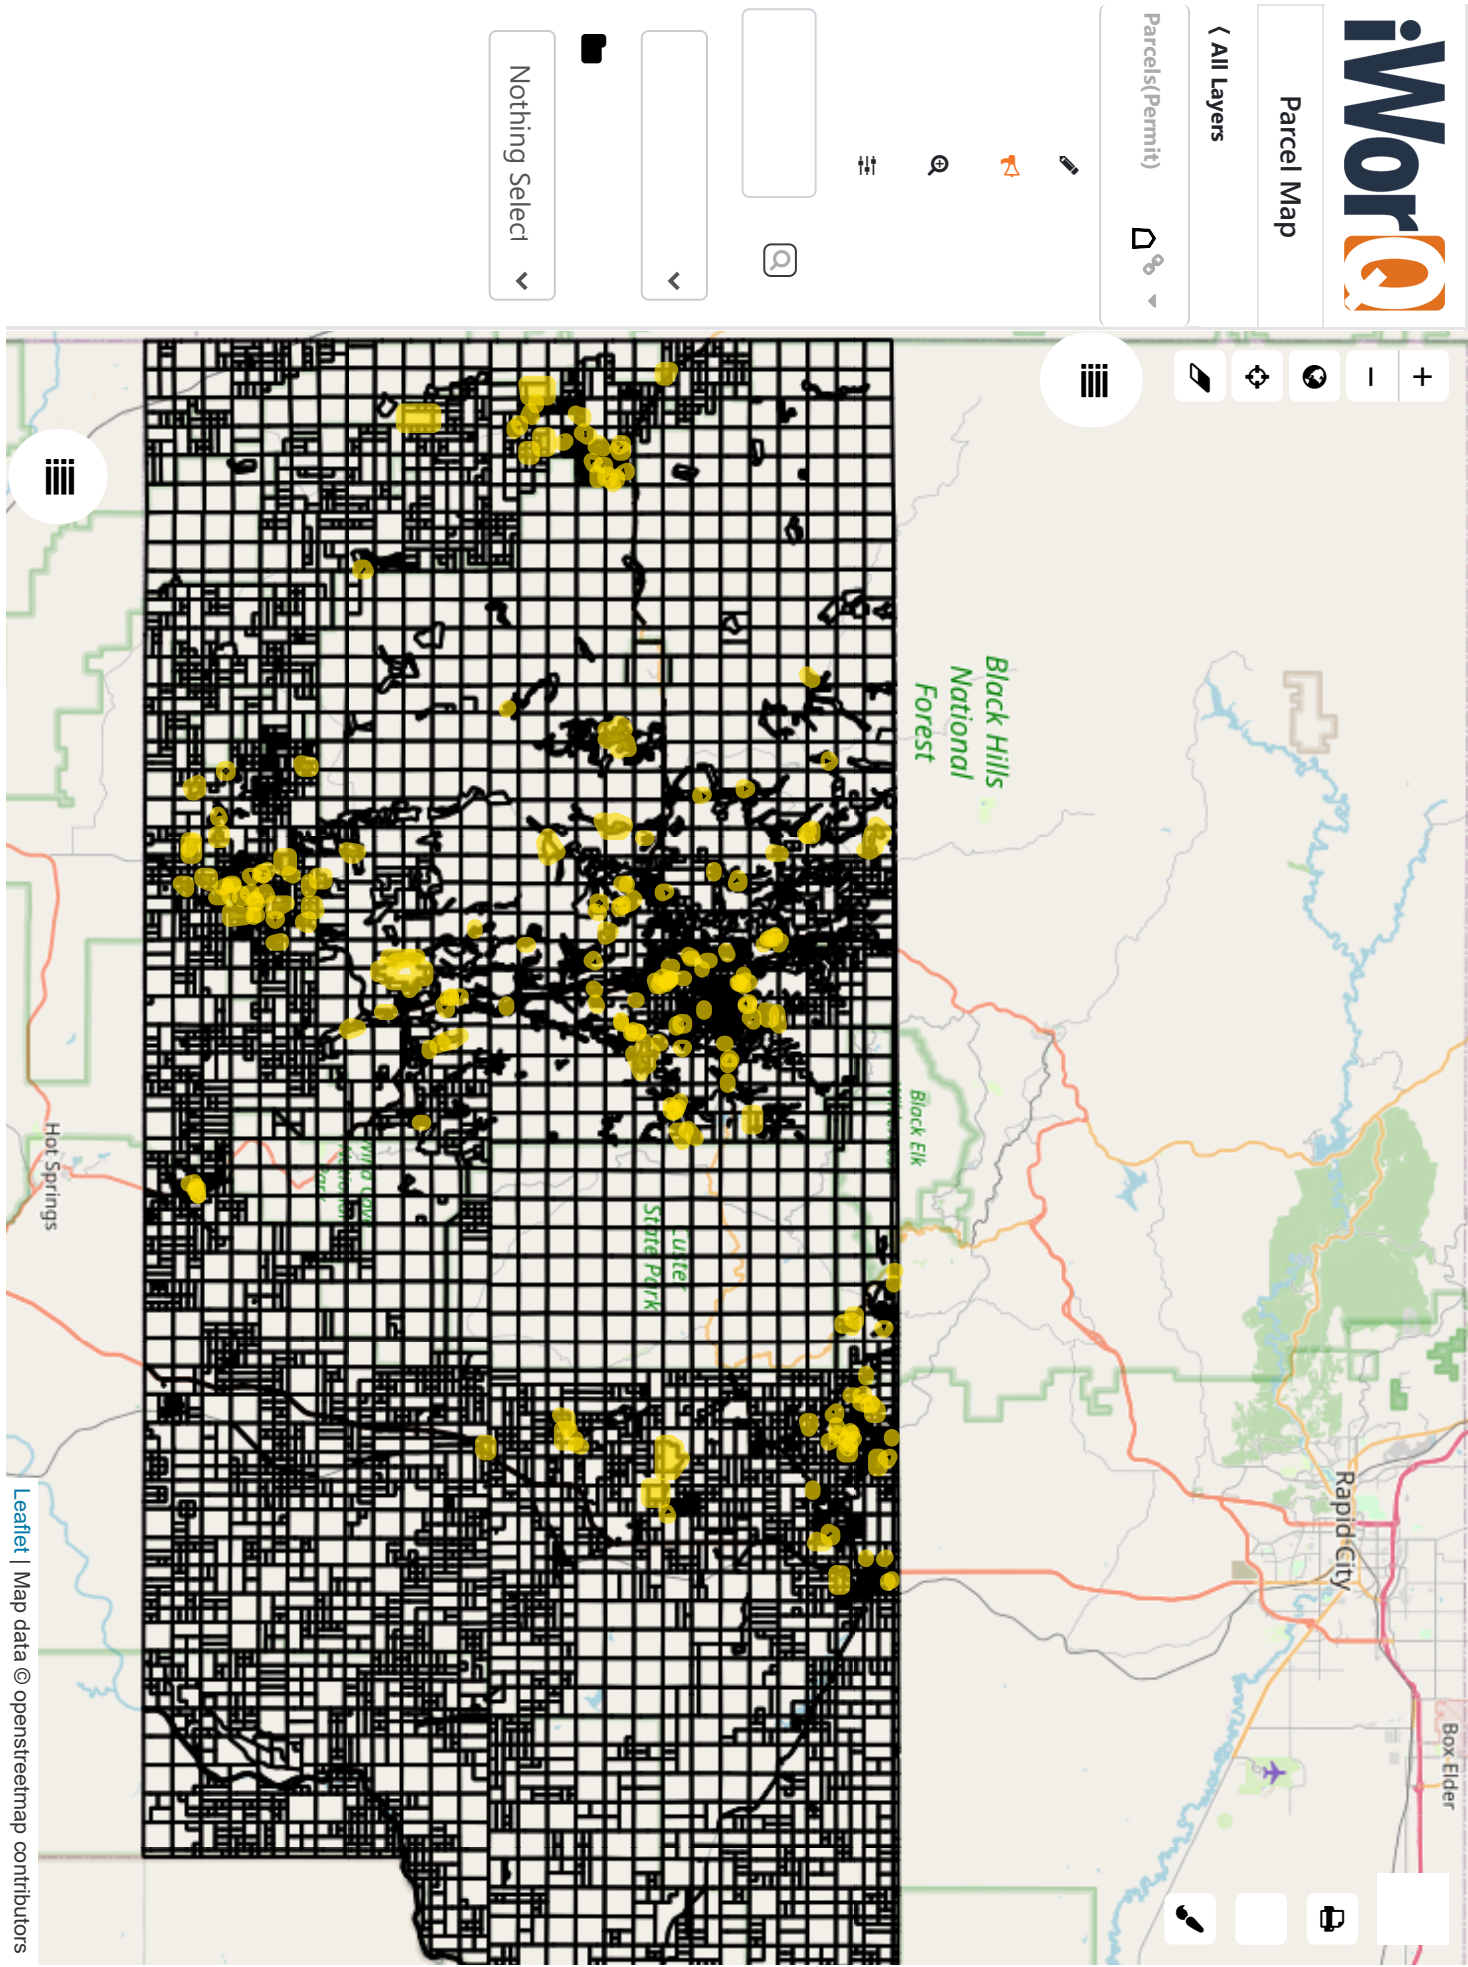 iWorQ
Parcel Map
All Layers
Parcels(Permit)
Nothing Select
Black Hills
National
Forest
Black Elk
State Park
Hot Springs
Rapid City
Box Elder
Leaflet | Map data © openstreetmap contributors